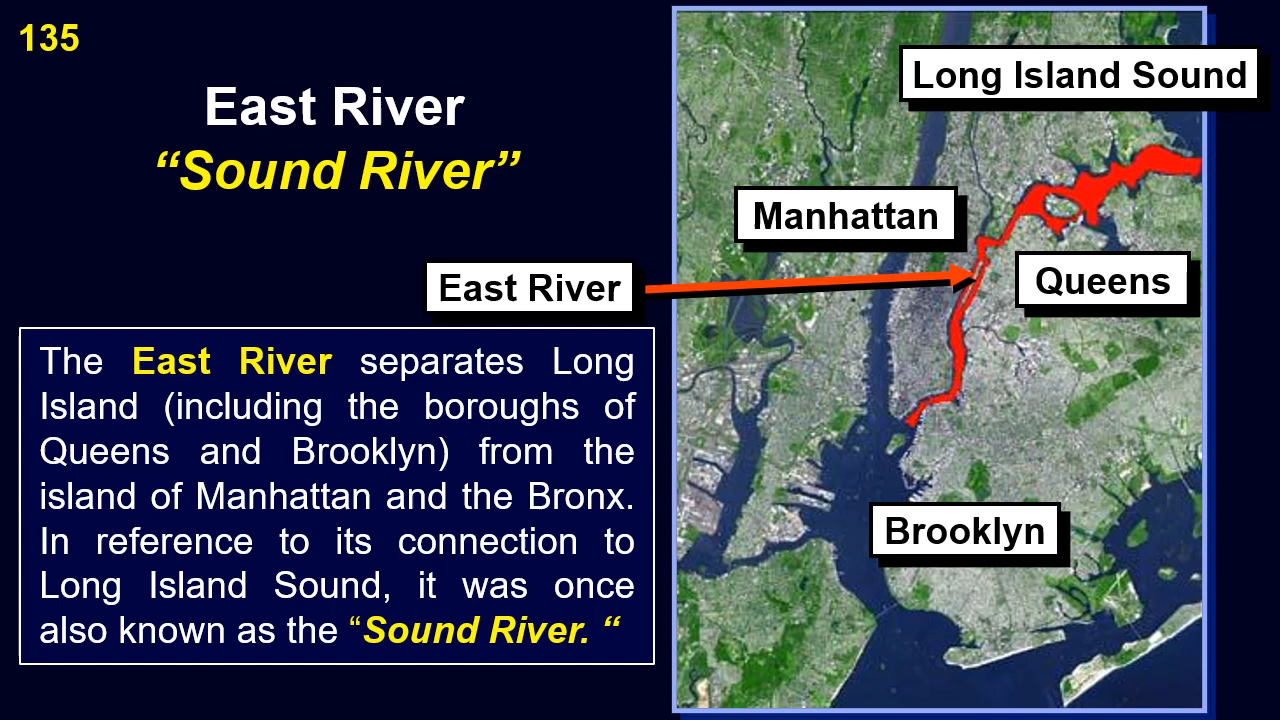 135
East River
“Sound River”
Long Island Sound
Manhattan
East River
Queens
Brooklyn
The East River separates Long
Island (including the boroughs of
Queens and Brooklyn) from the
island of Manhattan and the Bronx.
In reference to its connection to
Long Island Sound, it was once
also known as the “Sound River. “